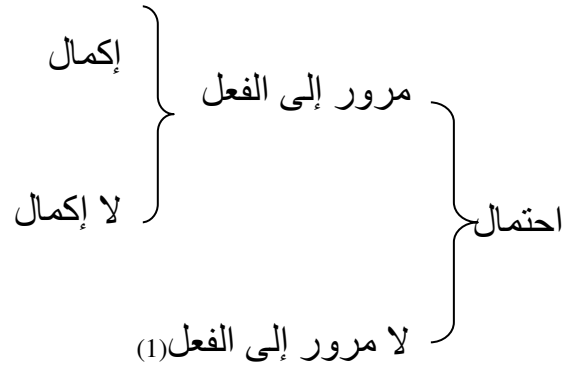 إكمال
مرور إلى الفعل
لا إكمال
احتمال
لا مرور إلى الفعل(1)